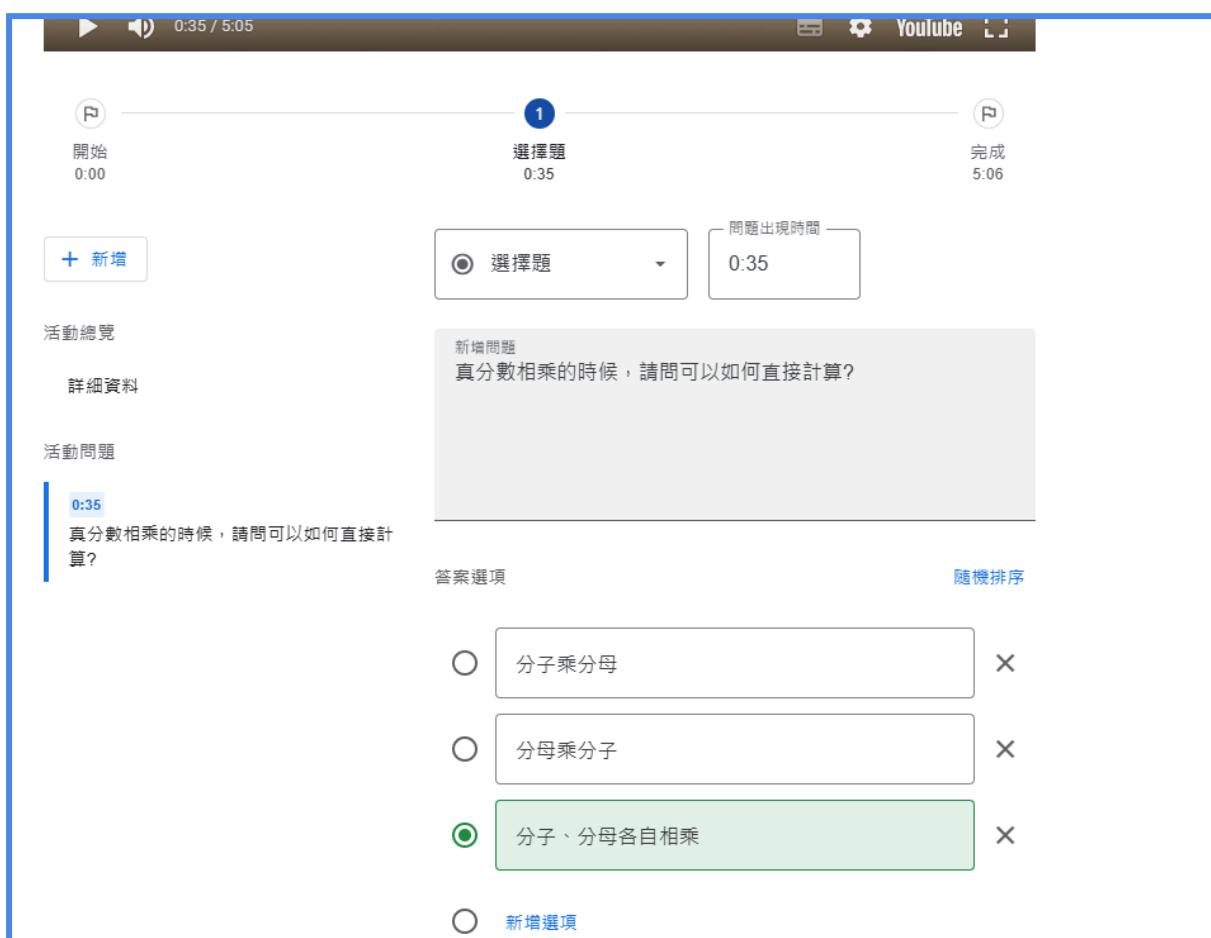 0:35 / 5:05
YouTube
1
開始
選擇題
完成
0:00
0:35
5:06
+ 新增
選擇題
問題出現時間
0:35
活動總覽
詳細資料
活動問題
0:35
真分數相乘的時候，請問可以如何直接計
算?
新增問題
真分數相乘的時候，請問可以如何直接計算?
答案選項
隨機排序
分子乘分母
分母乘分子
分子、分母各自相乘
新增選項